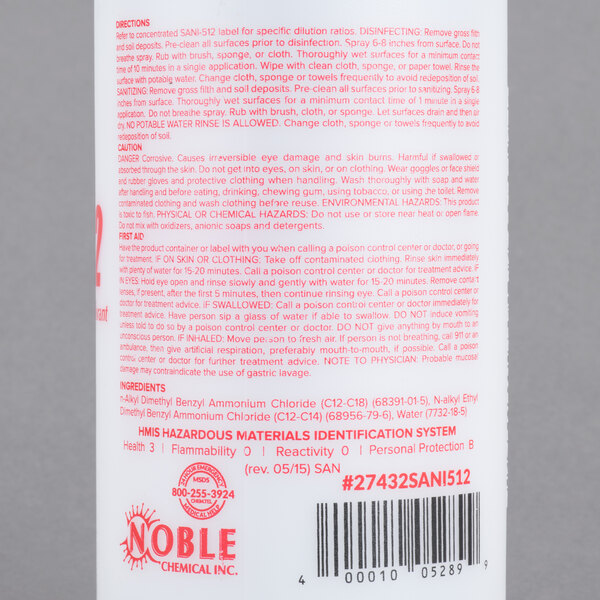 DIRECTIONS
Refer to concentrated SANI-512 label for specific dilution ratios. DISINFECTING: Remove gross filth
and soil deposits. Pre-clean all surfaces prior to disinfection. Spray 6-8 inches from surface. Do not
breathe spray. Rub with brush, sponge, or cloth. Thoroughly wet surfaces for a minimum contact
time of 10 minutes in a single application. Wipe with clean cloth, sponge, or paper towel. Rinse the
surface with potable water. Change cloth, sponge or towels frequently to avoid redeposition of soil.
SANITIZING: Remove gross filth and soil deposits. Pre-clean all surfaces prior to sanitizing. Spray 6-8
inches from surface. Thoroughly wet surfaces for a minimum contact time of 1 minute in a single
application. Do not breathe spray. Rub with brush, cloth, or sponge. Let surfaces drain and then air
dry. NO POTABLE WATER RINSE IS ALLOWED. Change cloth, sponge or towels frequently to avoid
redeposition of soil.
CAUTION
DANGER Corrosive. Causes irreversible eye damage and skin burns. Harmful if swallowed or
absorbed through the skin. Do not get into eyes, on skin, or on clothing. Wear goggles or face shield
and rubber gloves and protective clothing when handling. Wash thoroughly with soap and water
after handling and before eating, drinking, chewing gum, using tobacco, or using the toilet. Remove
contaminated clothing and wash clothing before reuse. ENVIRONMENTAL HAZARDS: This product
is toxic to fish. PHYSICAL OR CHEMICAL HAZARDS: Do not use or store near heat or open flame.
Do not mix with oxidizers, anionic soaps and detergents.
FIRST AID
Have the product container or label with you when calling a poison control center or doctor, or going
for treatment. IF ON SKIN OR CLOTHING: Take off contaminated clothing. Rinse skin immediately
with plenty of water for 15-20 minutes. Call a poison control center or doctor for treatment advice. IF
IN EYES: Hold eye open and rinse slowly and gently with water for 15-20 minutes. Remove contact
lenses, if present, after the first 5 minutes, then continue rinsing eye. Call a poison control center or
doctor for treatment advice. IF SWALLOWED: Call a poison control center or doctor immediately for
treatment advice. Have person sip a glass of water if able to swallow. DO NOT induce vomiting
unless told to do so by a poison control center or doctor. DO NOT give anything by mouth to an
unconscious person. IF INHALED: Move person to fresh air. If person is not breathing, call 911 or an
ambulance, then give artificial respiration, preferably mouth-to-mouth, if possible. Call a poison
control center or doctor for further treatment advice. NOTE TO PHYSICIAN: Probable mucosal
damage may contraindicate the use of gastric lavage.
INGREDIENTS
n-Alkyl Dimethyl Benzyl Ammonium Chloride (C12-C18) (68391-01-5), N-alkyl Ethyl
Dimethyl Benzyl Ammonium Chloride (C12-C14) (68956-79-6), Water (7732-18-5)
HMIS HAZARDOUS MATERIALS IDENTIFICATION SYSTEM
Health 3 | Flammability 0 | Reactivity 0 | Personal Protection B
(rev. 05/15) SAN
24 HOUR EMERGENCY
MSDS
800-255-3924
CHEMTEL
MEDICAL HELP
#27432SANI512
NOBLE
CHEMICAL INC.
4 00010 05289 9
2
rant